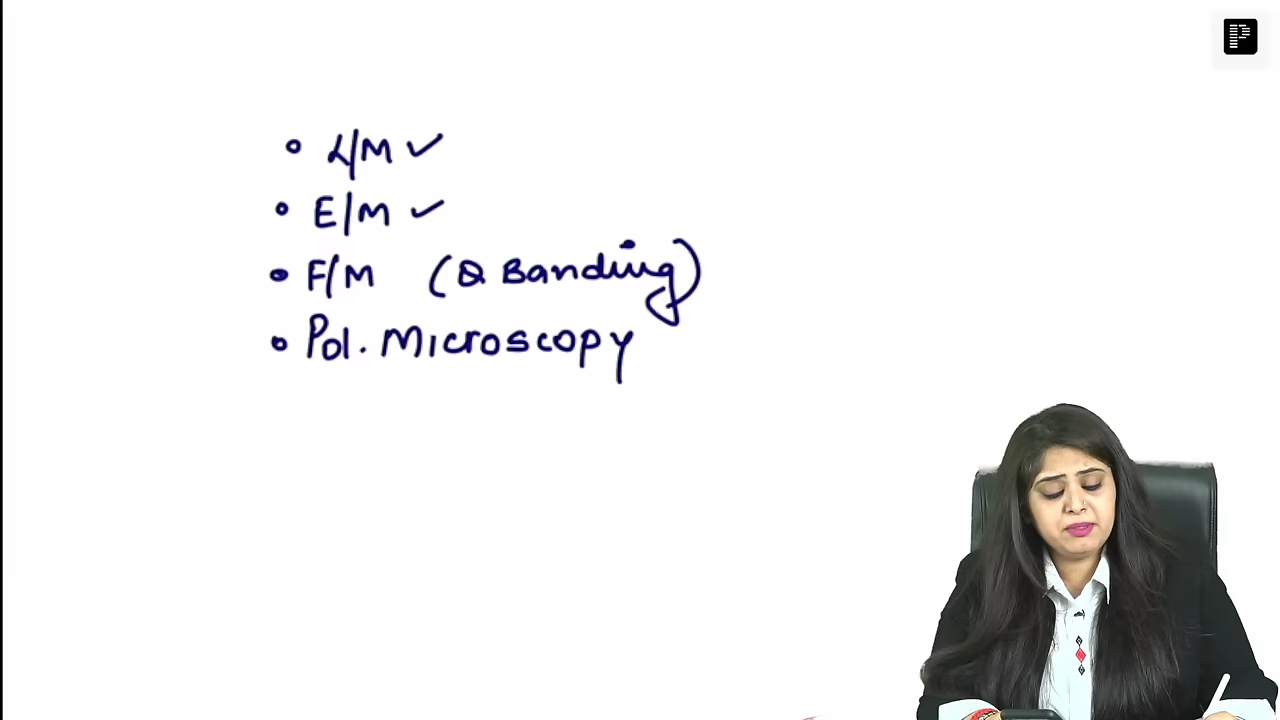 • L/M ✓
• E/M ✓
• F/M (Q Banding)
• Pol. Microscopy
P